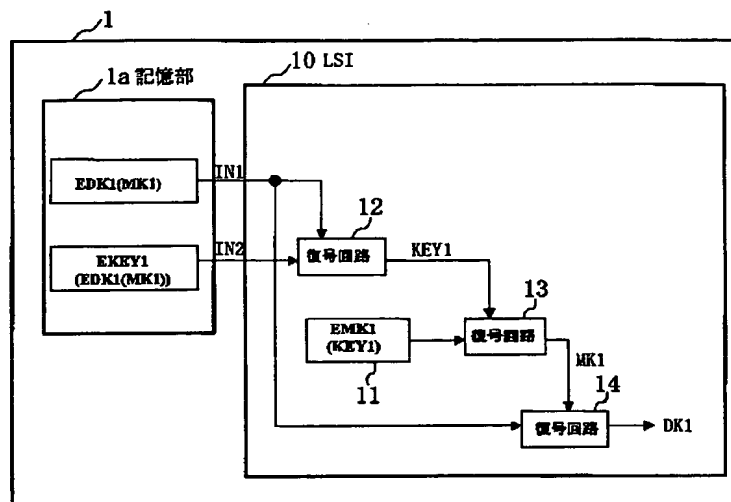 1
10 LSI
1a 記憶部
EDK1(MK1)
IN1
12
EKEY1
(EDK1(MK1))
IN2
復号回路
KEY1
13
EMK1
(KEY1)
復号回路
11
MK1
14
復号回路
DK1